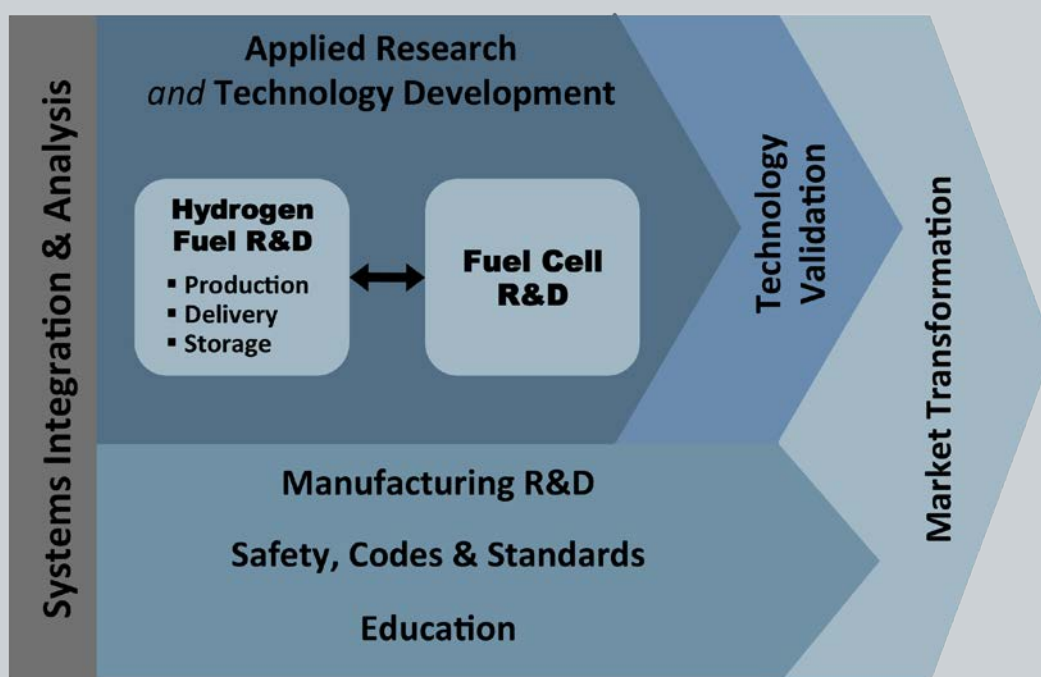 Systems Integration & Analysis
Applied Research
and Technology Development
Hydrogen
Fuel R&D
▪ Production
▪ Delivery
▪ Storage
Fuel Cell
R&D
Technology
Validation
Market Transformation
Manufacturing R&D
Safety, Codes & Standards
Education